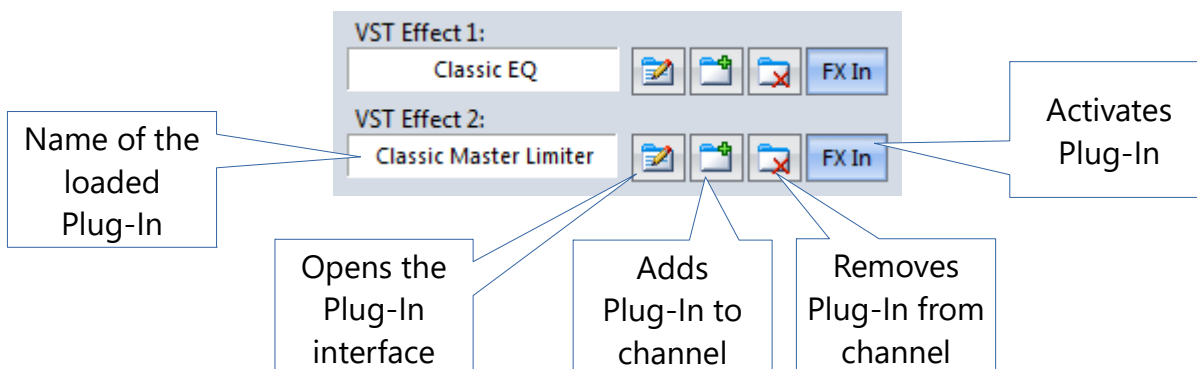 VST Effect 1:
Classic EQ
FX In
VST Effect 2:
Classic Master Limiter
FX In
Name of the
loaded
Plug-In
Activates
Plug-In
Opens the
Plug-In
interface
Adds
Plug-In to
channel
Removes
Plug-In from
channel